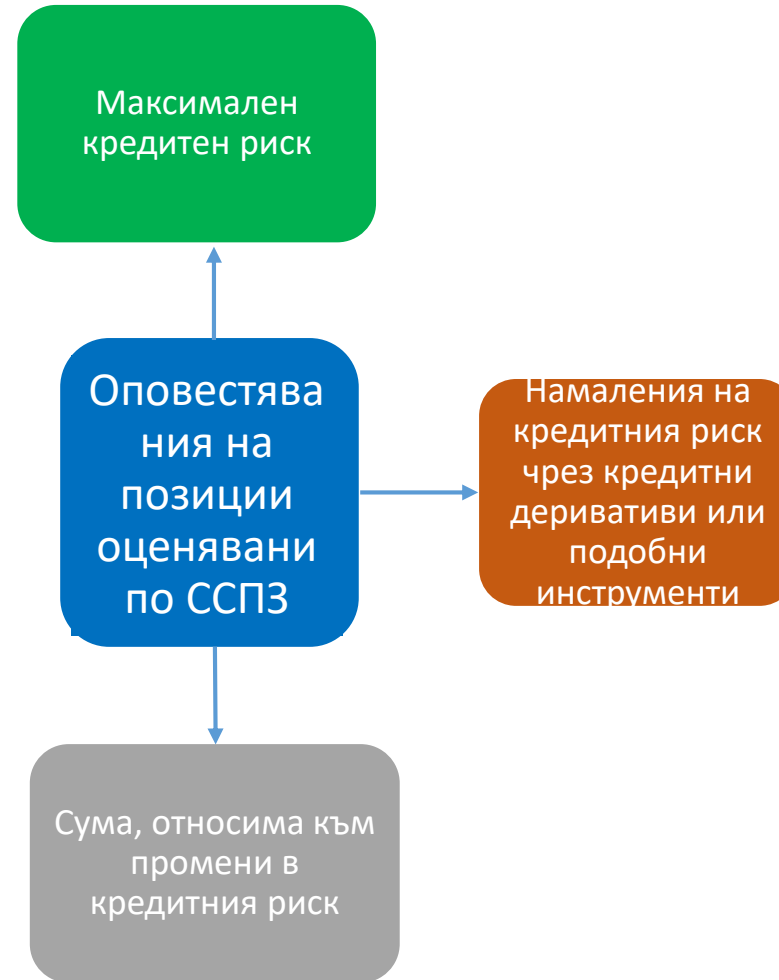 Максимален
кредитен риск
Оповестява
ния на
позиции
оценявани
по ССПЗ
Намаления на
кредитния риск
чрез кредитни
деривативи или
подобни
инструменти
Сума, относима към
промени в
кредитния риск